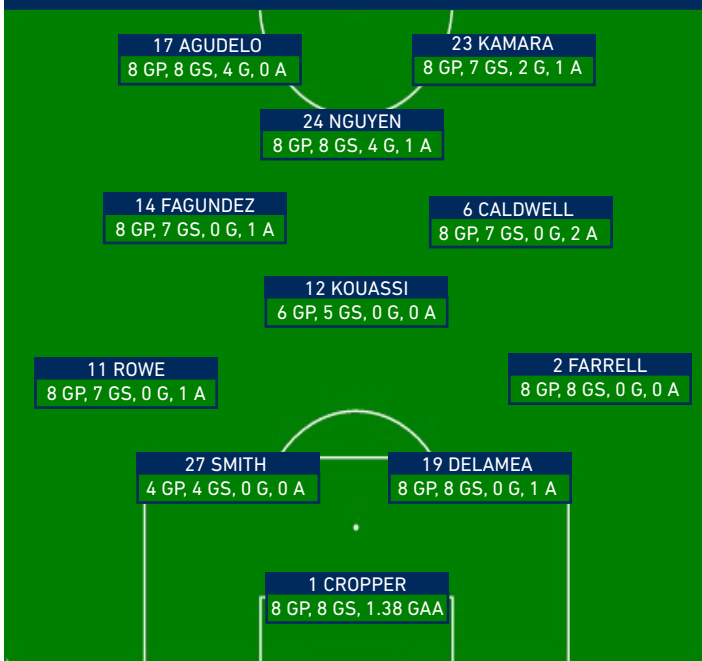 17 AGUDELO
8 GP, 8 GS, 4 G, 0 A
23 KAMARA
8 GP, 7 GS, 2 G, 1 A
24 NGUYEN
8 GP, 8 GS, 4 G, 1 A
14 FAGUNDEZ
8 GP, 7 GS, 0 G, 1 A
6 CALDWELL
8 GP, 7 GS, 0 G, 2 A
12 KOUASSI
6 GP, 5 GS, 0 G, 0 A
11 ROWE
8 GP, 7 GS, 0 G, 1 A
2 FARRELL
8 GP, 8 GS, 0 G, 0 A
27 SMITH
4 GP, 4 GS, 0 G, 0 A
19 DELAMEA
8 GP, 8 GS, 0 G, 1 A
1 CROPPER
8 GP, 8 GS, 1.38 GAA